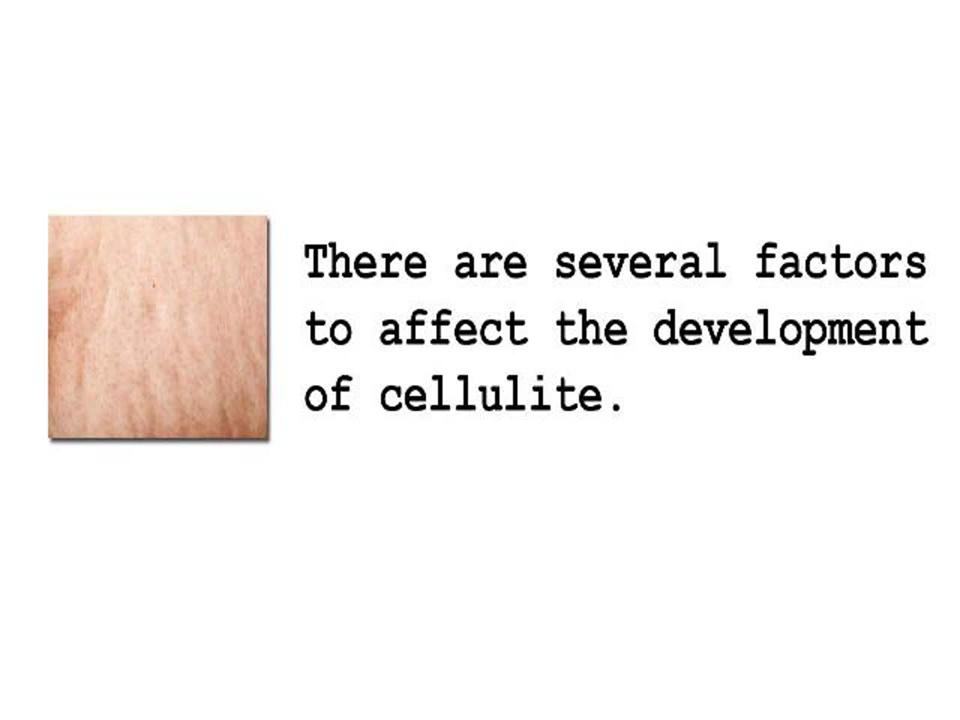 There are several factors
to affect the development
of cellulite.